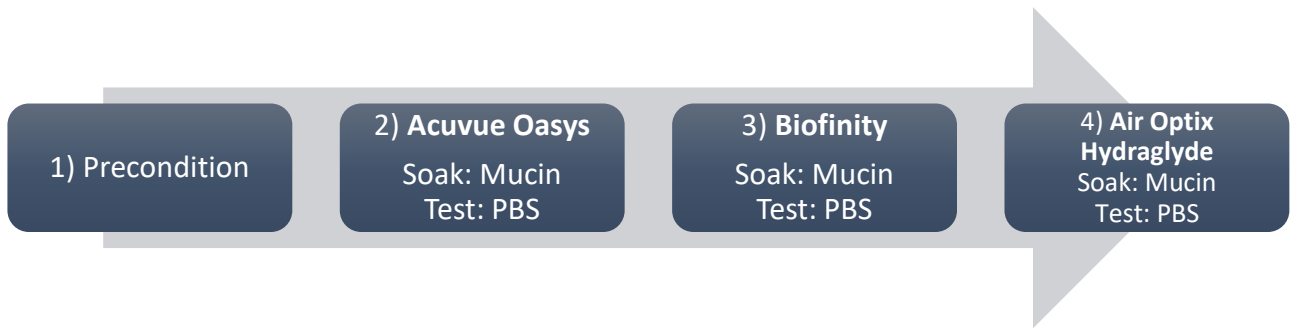 1) Precondition
2) Acuvue Oasys
Soak: Mucin
Test: PBS
3) Biofinity
Soak: Mucin
Test: PBS
4) Air Optix
Hydraglyde
Soak: Mucin
Test: PBS